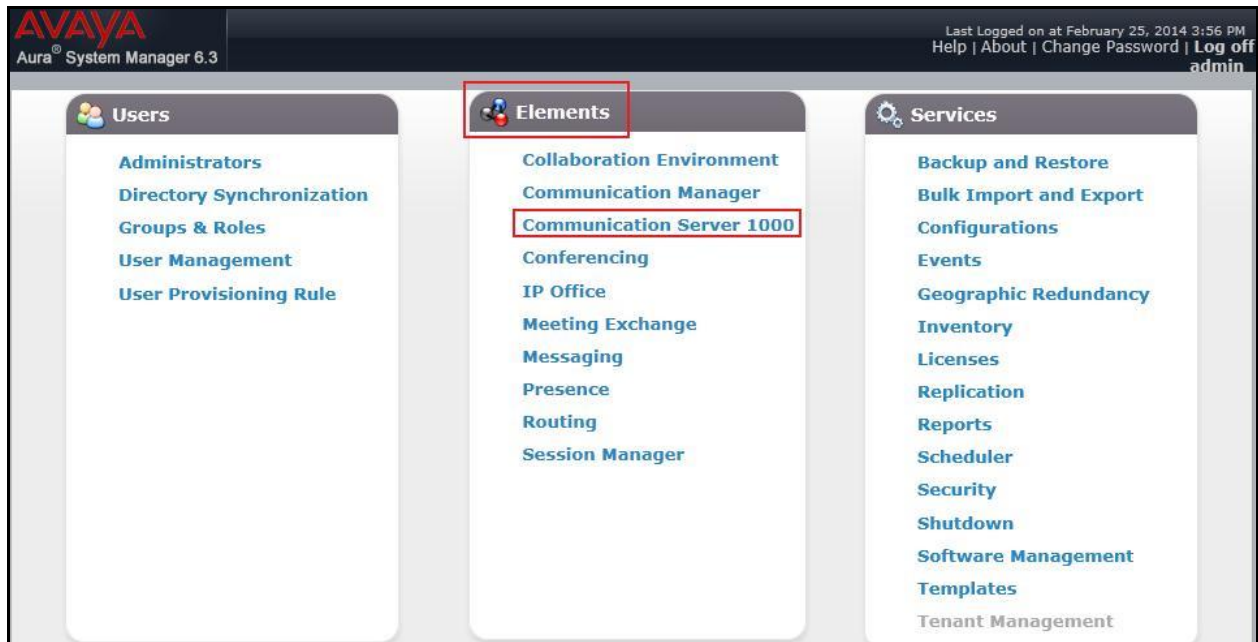 AVAYA
Aura® System Manager 6.3
Last Logged on at February 25, 2014 3:56 PM
Help | About | Change Password | Log off
admin
Users
Administrators
Directory Synchronization
Groups & Roles
User Management
User Provisioning Rule
Elements
Collaboration Environment
Communication Manager
Communication Server 1000
Conferencing
IP Office
Meeting Exchange
Messaging
Presence
Routing
Session Manager
Services
Backup and Restore
Bulk Import and Export
Configurations
Events
Geographic Redundancy
Inventory
Licenses
Replication
Reports
Scheduler
Security
Shutdown
Software Management
Templates
Tenant Management